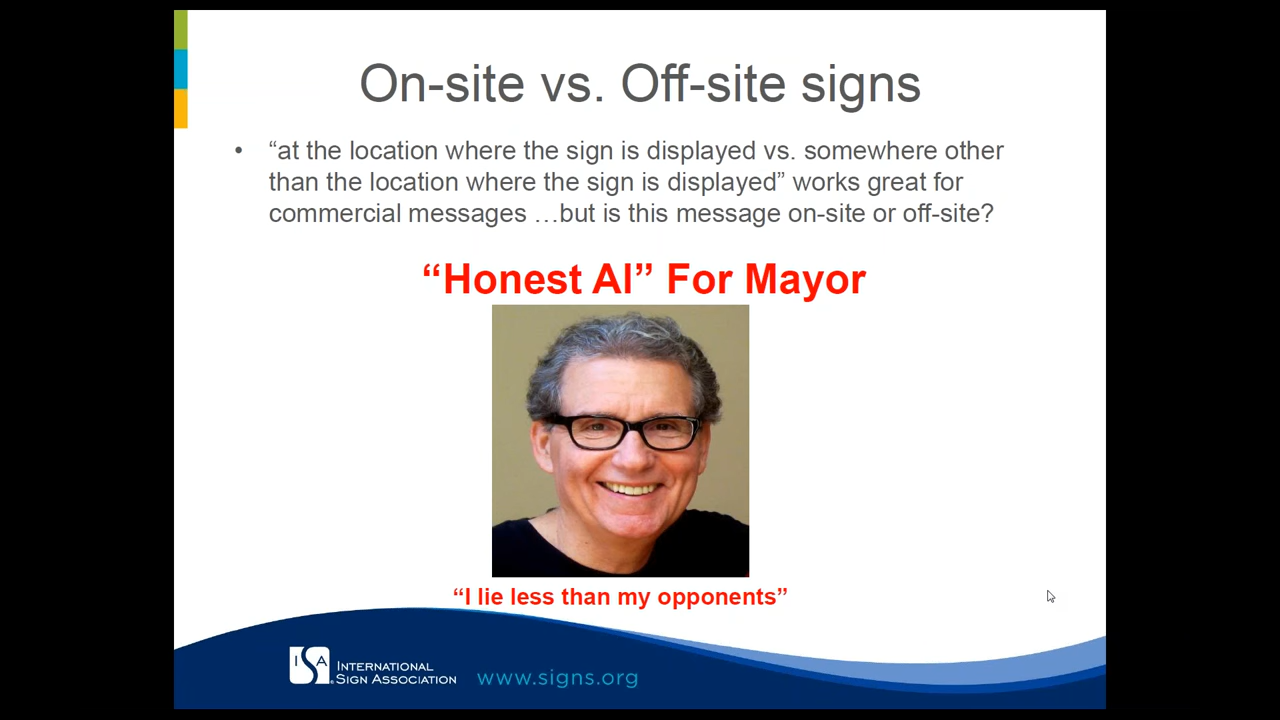 On-site vs. Off-site signs
• “at the location where the sign is displayed vs. somewhere other
than the location where the sign is displayed” works great for
commercial messages …but is this message on-site or off-site?
“Honest Al” For Mayor
“I lie less than my opponents”
ISA
INTERNATIONAL
SIGN ASSOCIATION
www.signs.org